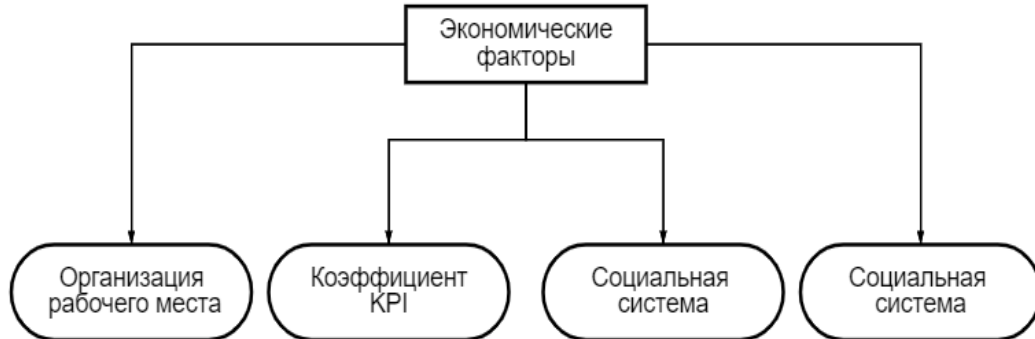 Экономические
факторы
Организация
рабочего места
Коэффициент
KPI
Социальная
система
Социальная
система